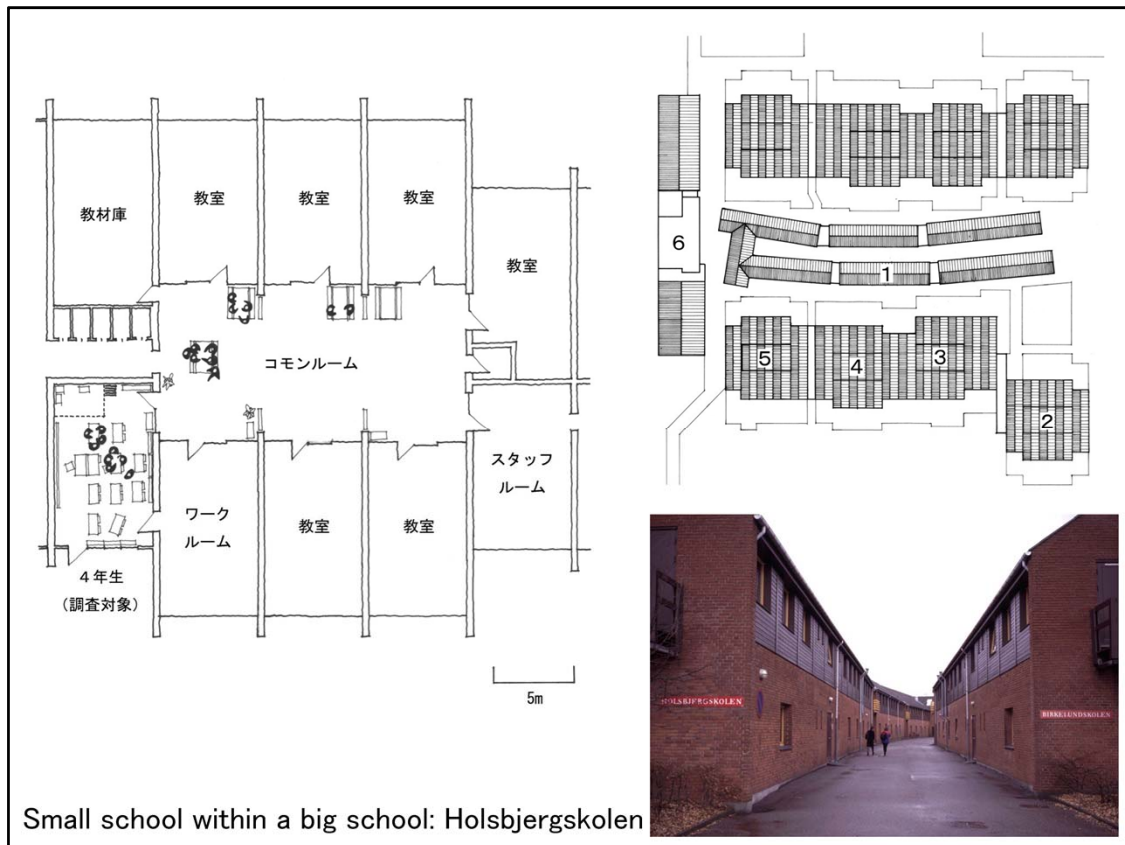 教材庫
教室
教室
教室
教室
コモンルーム
ワーク
ルーム
教室
教室
スタッフ
ルーム
4年生
(調査対象)
5m
6
1
5
4
3
2
HOLSBJERGSKOLEN
BIRKELUNDSKOLEN
Small school within a big school: Holsbjergskolen